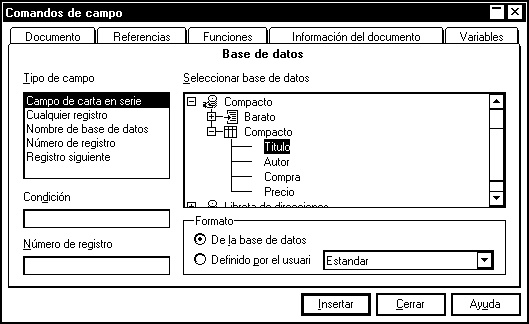 Comandos de campo
Documento Referencias Funciones Información del documento Variables
Base de datos
Tipo de campo
Campo de carta en serie
Cualquier registro
Nombre de base de datos
Número de registro
Registro siguiente
Condición
Número de registro
Seleccionar base de datos
Compacto
Barato
Compacto
Titulo
Autor
Compra
Precio
Libreta de direcciones
Formato
De la base de datos
Definido por el usuari Estandar
Insertar Cerrar Ayuda